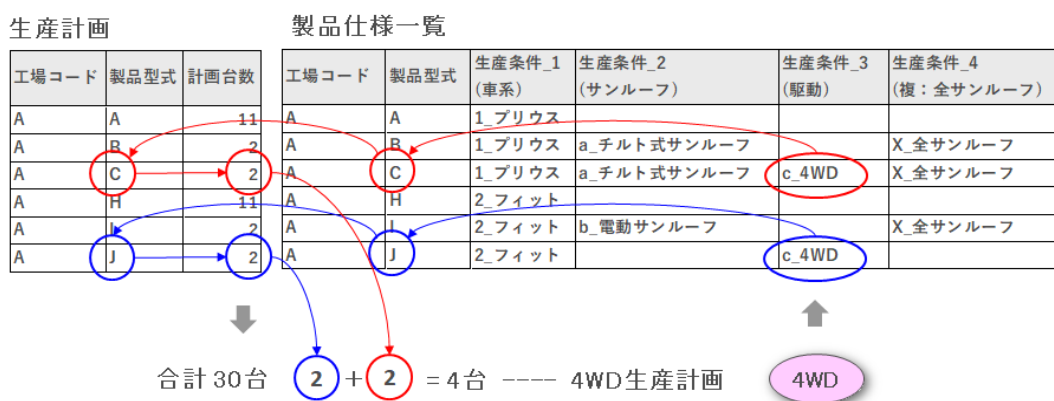 生産計画 製品仕様一覧
工場コード 製品型式 計画台数 工場コード 製品型式 生産条件_1 (車系) 生産条件_2 (サンルーフ) 生産条件_3 (駆動) 生産条件_4 (複：全サンルーフ)
A A 11 A A 1_プリウス
A B 2 A B 1_プリウス a_チルト式サンルーフ X_全サンルーフ
A C 2 A C 1_プリウス a_チルト式サンルーフ c_4WD X_全サンルーフ
A H 11 A H 2_フィット
A I 2 A I 2_フィット b_電動サンルーフ X_全サンルーフ
A J 2 A J 2_フィット c_4WD
合計30台 2 + 2 = 4台 ---- 4WD生産計画 4WD